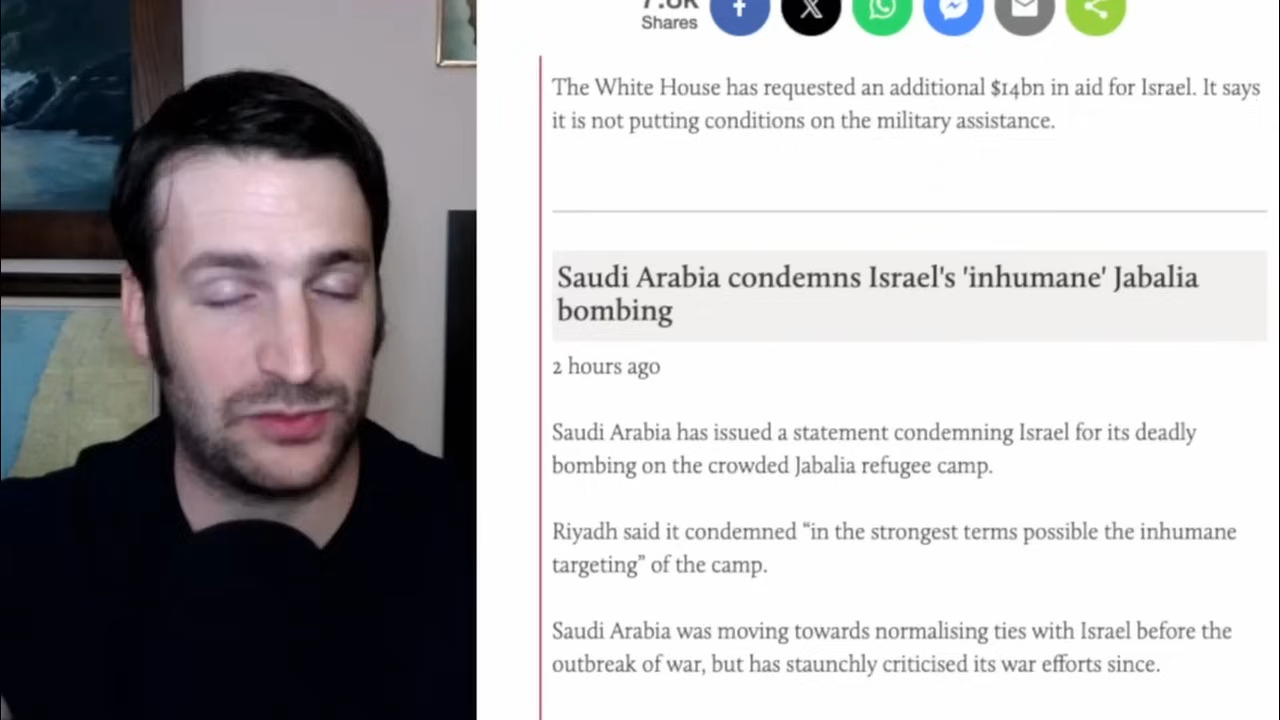 7.8K
Shares
The White House has requested an additional $14bn in aid for Israel. It says
it is not putting conditions on the military assistance.
Saudi Arabia condemns Israel's 'inhumane' Jabalia
bombing
2 hours ago
Saudi Arabia has issued a statement condemning Israel for its deadly
bombing on the crowded Jabalia refugee camp.
Riyadh said it condemned “in the strongest terms possible the inhumane
targeting” of the camp.
Saudi Arabia was moving towards normalising ties with Israel before the
outbreak of war, but has staunchly criticised its war efforts since.